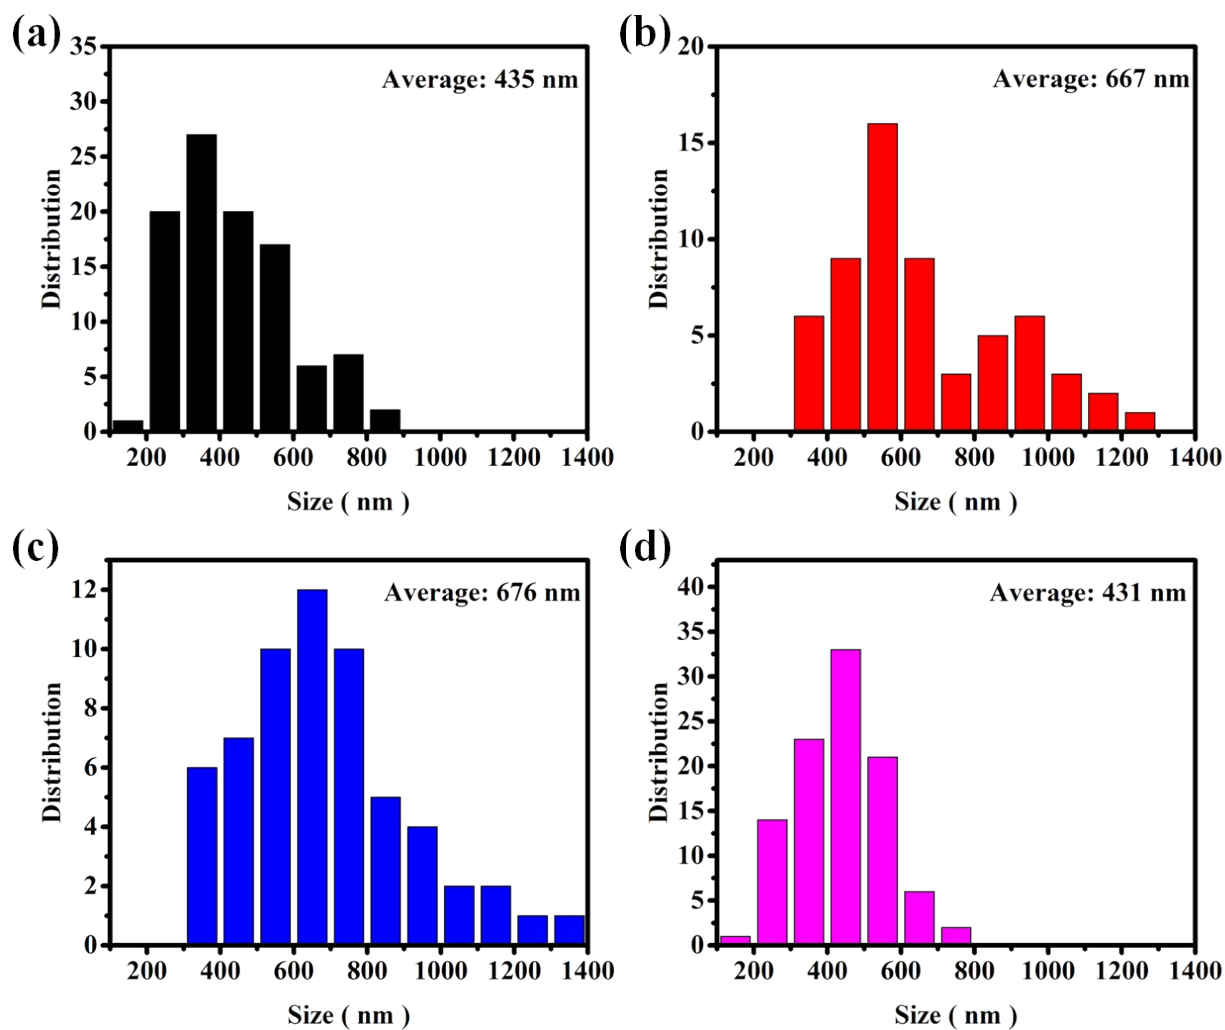 (a)
35
30
25
20
15
10
5
0
Distribution
Average: 435 nm
200 400 600 800 1000 1200 1400
Size ( nm )
(b)
20
15
10
5
0
Distribution
Average: 667 nm
200 400 600 800 1000 1200 1400
Size ( nm )
(c)
12
10
8
6
4
2
0
Distribution
Average: 676 nm
200 400 600 800 1000 1200 1400
Size ( nm )
(d)
40
35
30
25
20
15
10
5
0
Distribution
Average: 431 nm
200 400 600 800 1000 1200 1400
Size ( nm )